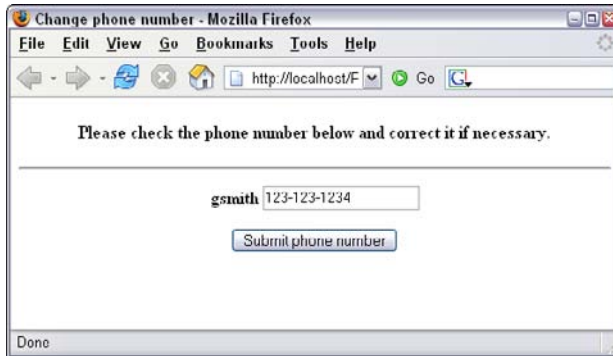 Change phone number - Mozilla Firefox
File Edit View Go Bookmarks Tools Help
http://localhost/F Go G
Please check the phone number below and correct it if necessary.
gsmith 123-123-1234
Submit phone number
Done